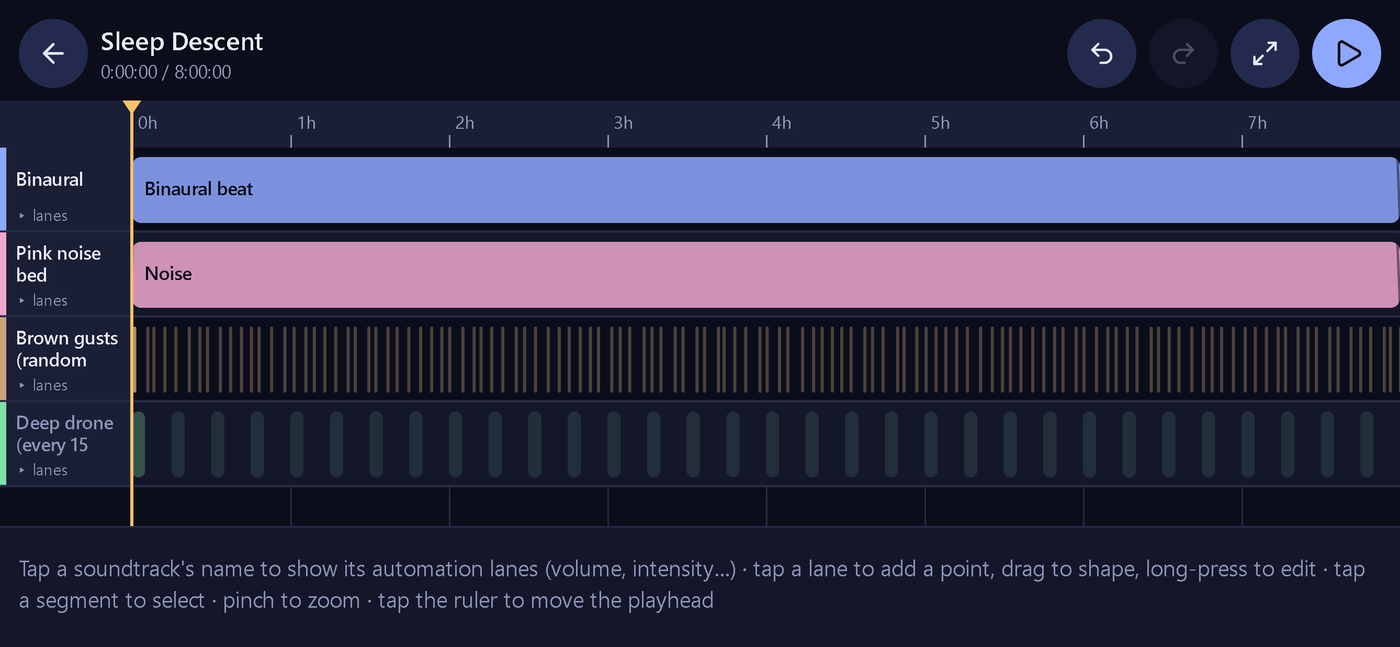 Sleep Descent
0:00:00 / 8:00:00
0h 1h 2h 3h 4h 5h 6h 7h
Binaural
lanes
Binaural beat
Pink noise
bed
lanes
Noise
Brown gusts
(random
lanes
Deep drone
(every 15
lanes
Tap a soundtrack's name to show its automation lanes (volume, intensity…) · tap a lane to add a point, drag to shape, long-press to edit · tap
a segment to select · pinch to zoom · tap the ruler to move the playhead